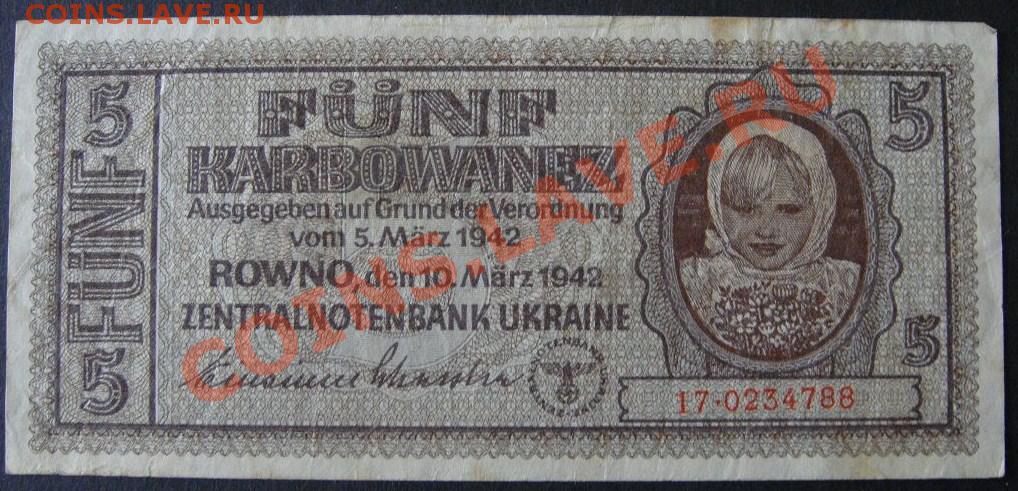 COINS.LAVE.RU
5
FÜNF
5
FÜNF
KARBOWANEZ
Ausgegeben auf Grund der Verordnung
vom 5. März 1942
ROWNO, den 10. März 1942
ZENTRALNOTENBANK UKRAINE
5
5
17·0234788
COINS.LAVE.RU